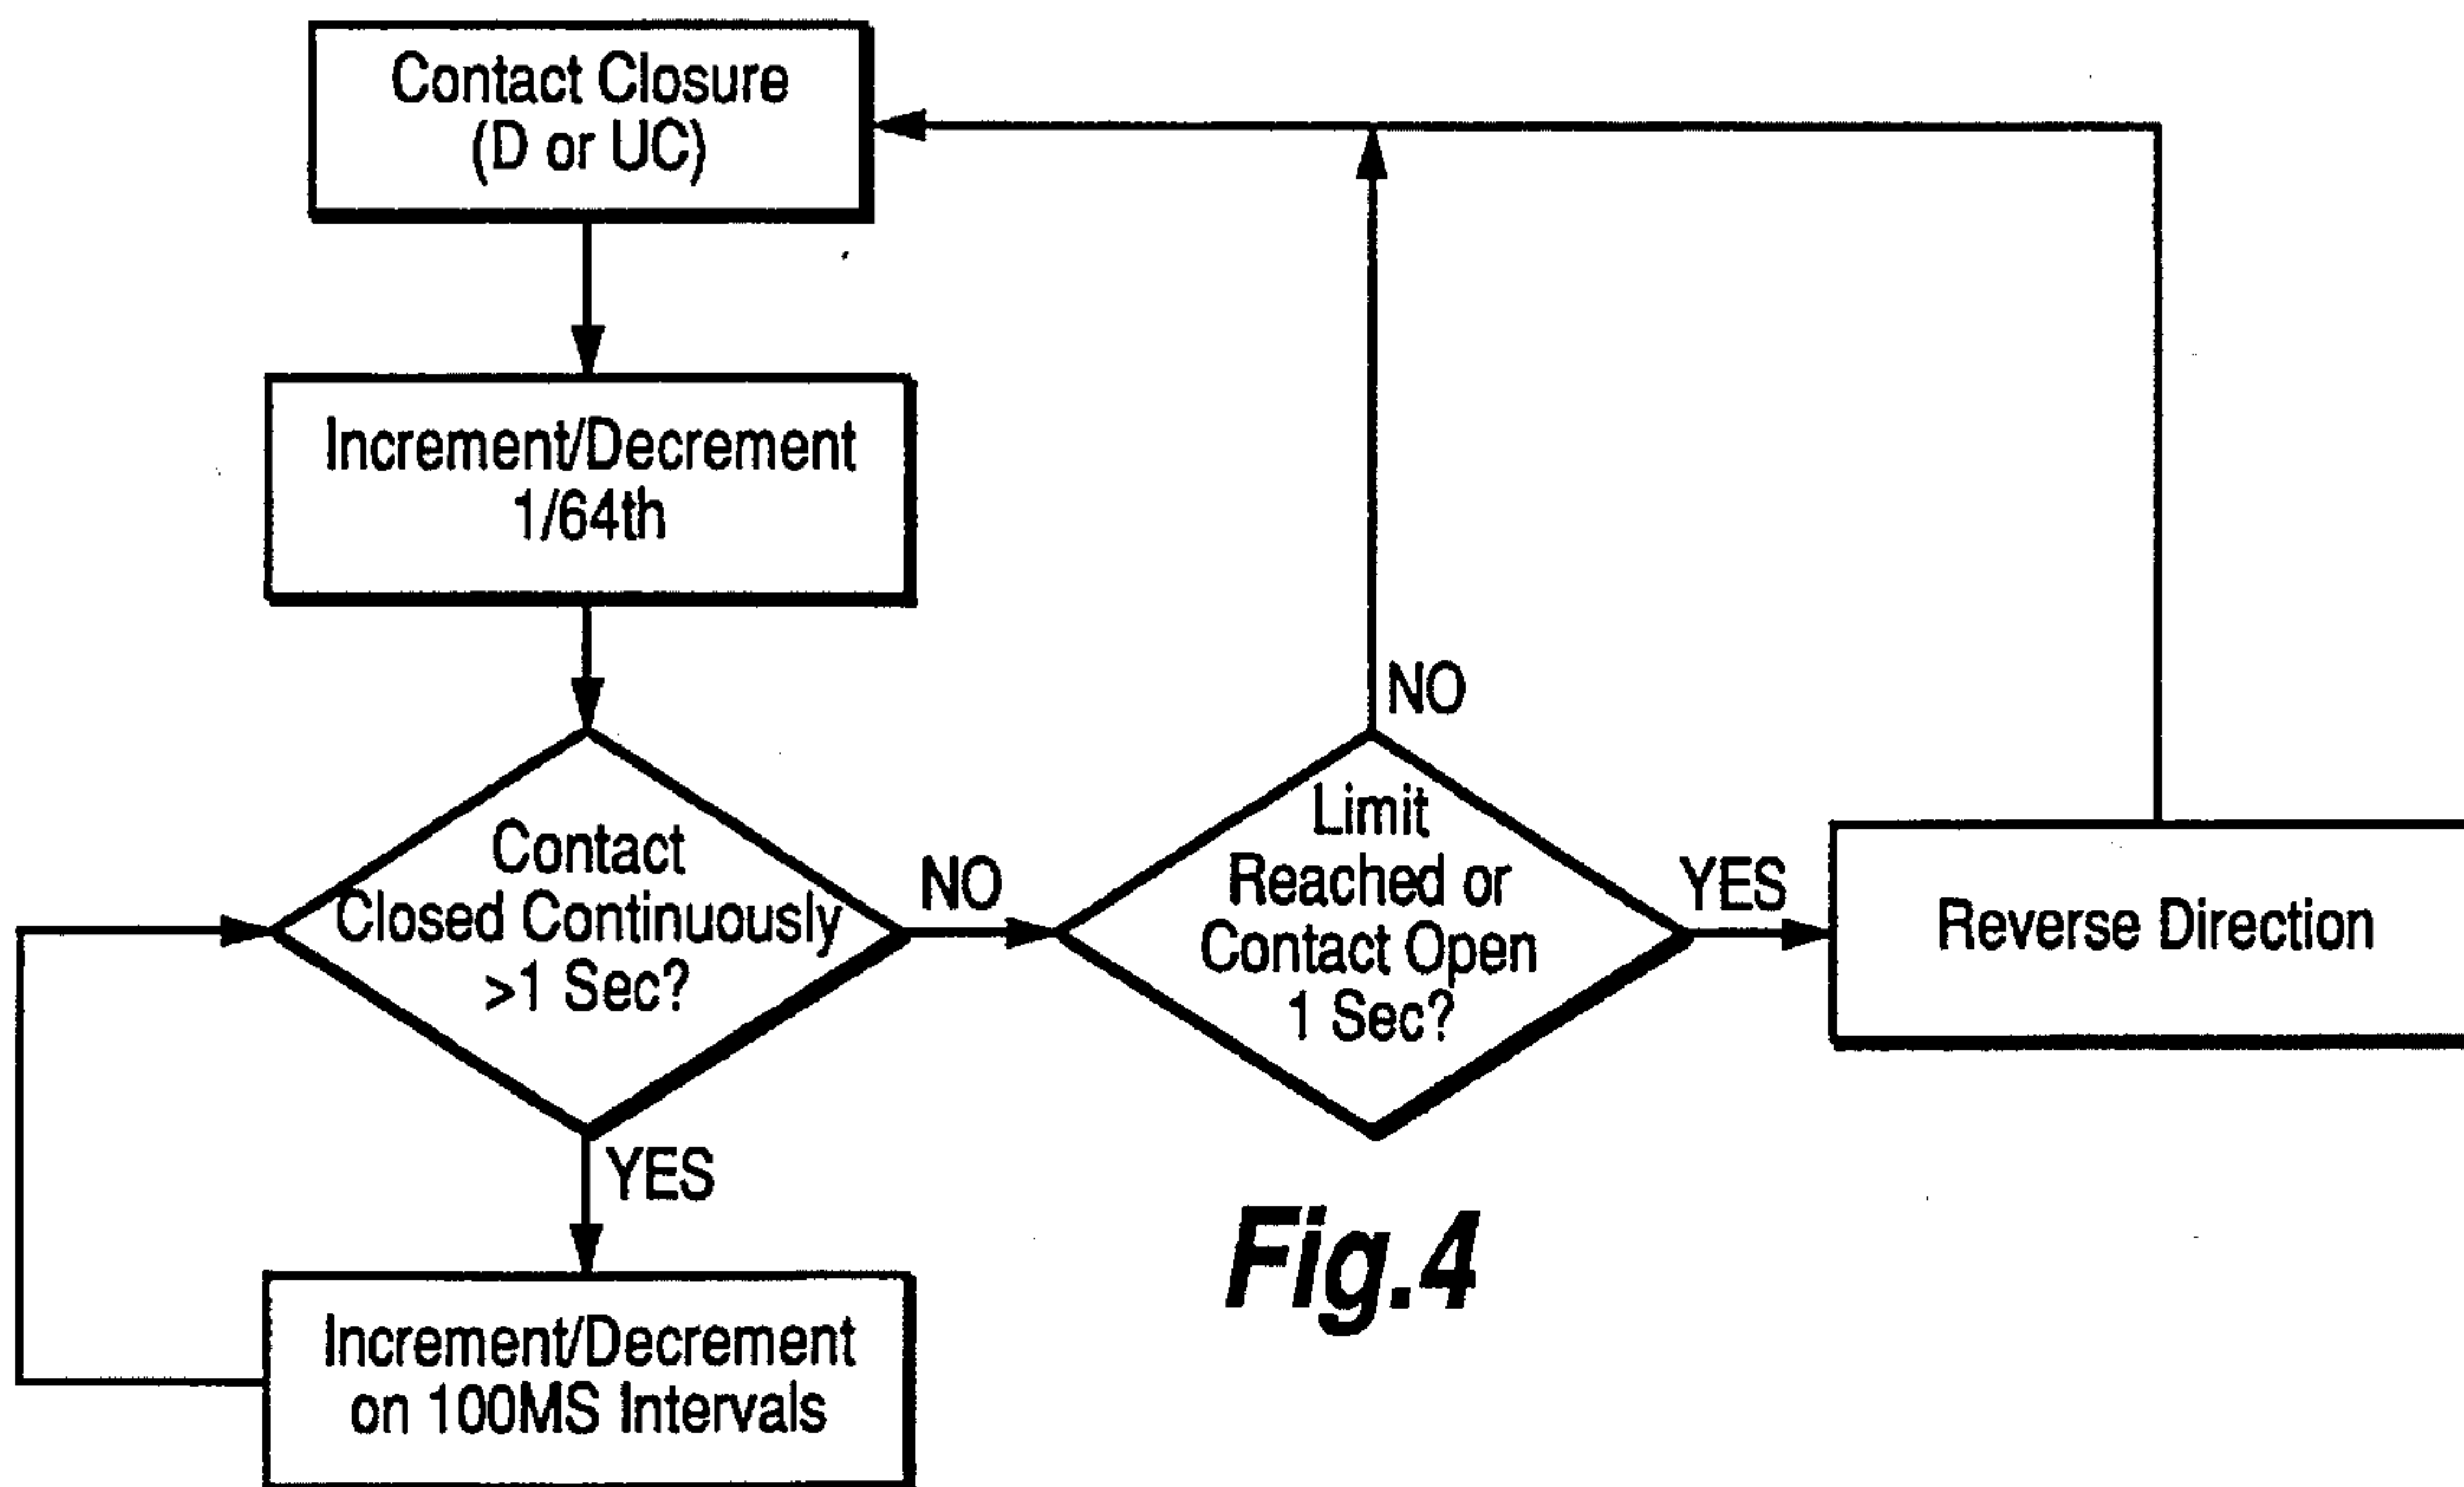 Contact Closure
(D or UC)
Increment/Decrement
1/64th
Contact
Closed Continuously
>1 Sec?
NO
YES
Increment/Decrement
on 100MS Intervals
Limit
Reached or
Contact Open
1 Sec?
NO
YES
Reverse Direction
Fig.4